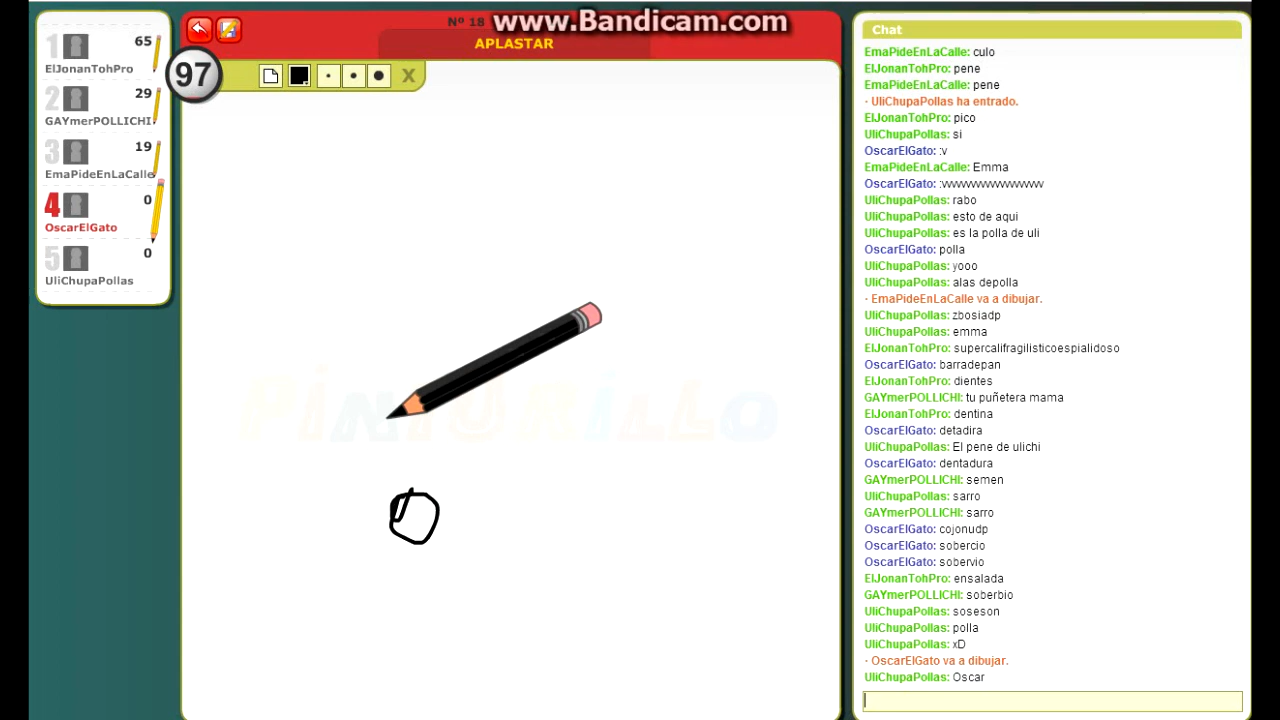 www.Bandicam.com
Nº 18
APLASTAR
97
X
1
65
ElJonanTohPro
2
29
GAYmerPOLLICHI
3
19
EmaPideEnLaCalle
4
0
OscarElGato
5
0
UliChupaPollas
PINTURILLO
Chat
EmaPideEnLaCalle: culo
ElJonanTohPro: pene
EmaPideEnLaCalle: pene
· UliChupaPollas ha entrado.
ElJonanTohPro: pico
UliChupaPollas: si
OscarElGato: :v
EmaPideEnLaCalle: Emma
OscarElGato: :vvvvvvvvvvvvvvvvv
UliChupaPollas: rabo
UliChupaPollas: esto de aqui
UliChupaPollas: es la polla de uli
OscarElGato: polla
UliChupaPollas: yooo
UliChupaPollas: alas depolla
· EmaPideEnLaCalle va a dibujar.
UliChupaPollas: zbosiadp
UliChupaPollas: emma
ElJonanTohPro: supercalifragilisticoespialidoso
OscarElGato: barradepan
ElJonanTohPro: dientes
GAYmerPOLLICHI: tu puñetera mama
ElJonanTohPro: dentina
OscarElGato: detadira
UliChupaPollas: El pene de ulichi
OscarElGato: dentadura
GAYmerPOLLICHI: semen
UliChupaPollas: sarro
GAYmerPOLLICHI: sarro
OscarElGato: cojonudp
OscarElGato: sobercio
OscarElGato: sobervio
ElJonanTohPro: ensalada
GAYmerPOLLICHI: soberbio
UliChupaPollas: soseson
UliChupaPollas: polla
UliChupaPollas: xD
· OscarElGato va a dibujar.
UliChupaPollas: Oscar